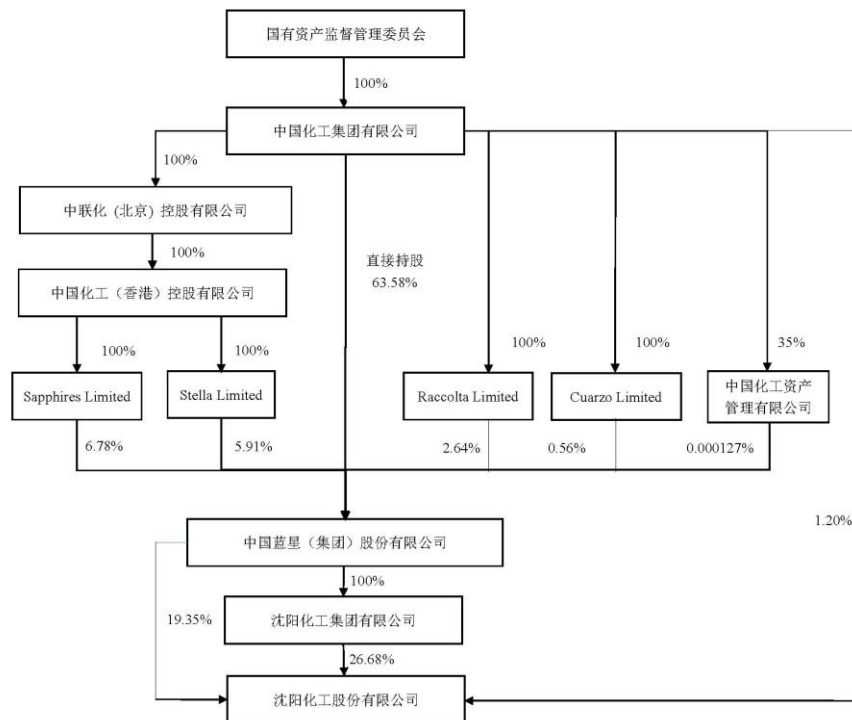 国有资产监督管理委员会
100%
中国化工集团有限公司
100%
中联化 (北京) 控股有限公司
100%
中国化工（香港）控股有限公司
直接持股
63.58%
100%
100%
100%
100%
35%
Sapphires Limited
Stella Limited
Raccolta Limited
Cuarzo Limited
中国化工资产
管理有限公司
6.78%
5.91%
2.64%
0.56%
0.000127%
1.20%
中国蓝星（集团）股份有限公司
100%
19.35%
沈阳化工集团有限公司
26.68%
沈阳化工股份有限公司